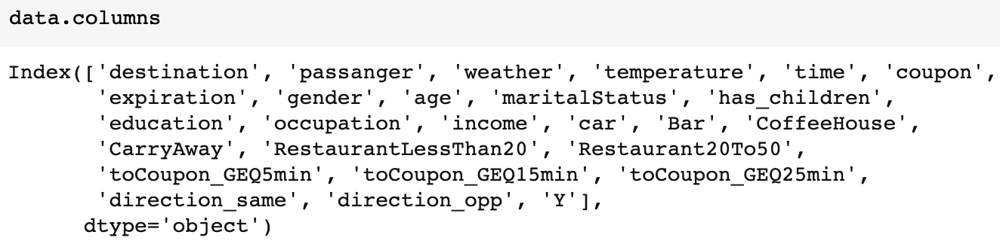 data.columns
Index(['destination', 'passanger', 'weather', 'temperature', 'time', 'coupon',
'expiration', 'gender', 'age', 'maritalStatus', 'has_children',
'education', 'occupation', 'income', 'car', 'Bar', 'CoffeeHouse',
'CarryAway', 'RestaurantLessThan20', 'Restaurant20To50',
'toCoupon_GEQ5min', 'toCoupon_GEQ15min', 'toCoupon_GEQ25min',
'direction_same', 'direction_opp', 'Y'],
dtype='object')